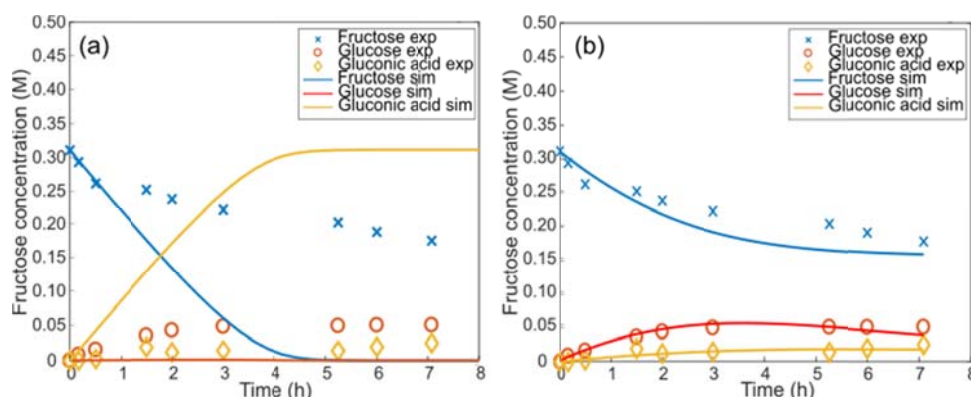 (a)
Fructose exp
Glucose exp
Gluconic acid exp
Fructose sim
Glucose sim
Gluconic acid sim
Fructose concentration (M)
0.50
0.45
0.40
0.35
0.30
0.25
0.20
0.15
0.10
0.05
0
0 1 2 3 4 5 6 7 8
Time (h)
(b)
Fructose exp
Glucose exp
Gluconic acid exp
Fructose sim
Glucose sim
Gluconic acid sim
Fructose concentration (M)
0.50
0.45
0.40
0.35
0.30
0.25
0.20
0.15
0.10
0.05
0
0 1 2 3 4 5 6 7 8
Time (h)